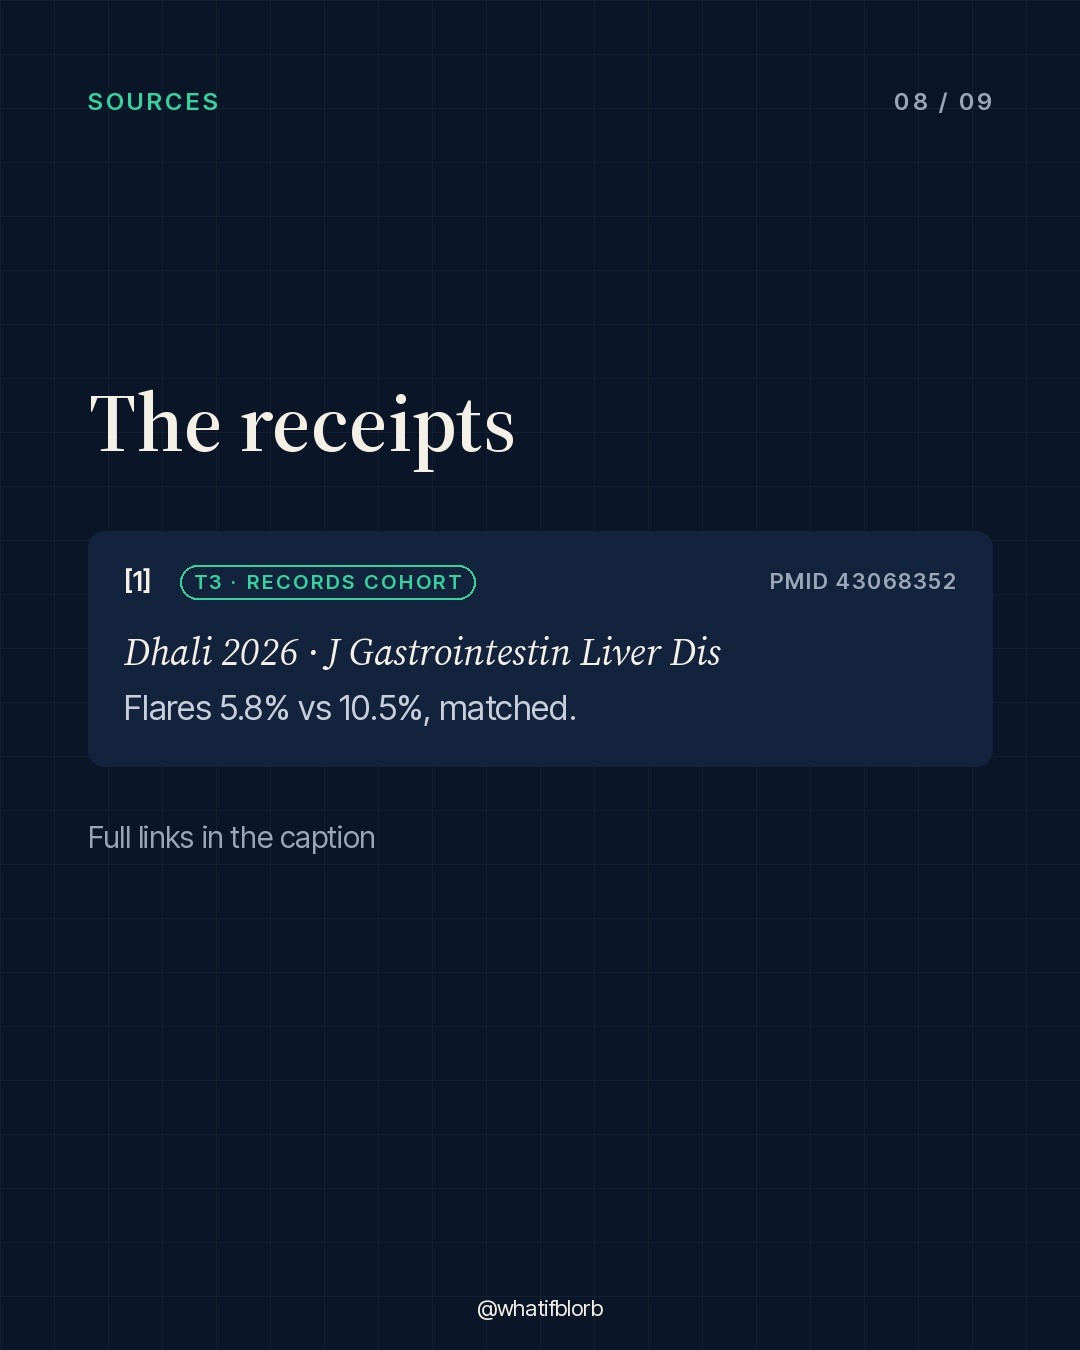 SOURCES
08 / 09
The receipts
[1] T3 · RECORDS COHORT PMID 43068352
Dhali 2026 · J Gastrointestin Liver Dis
Flares 5.8% vs 10.5%, matched.
Full links in the caption
@whatifblorb